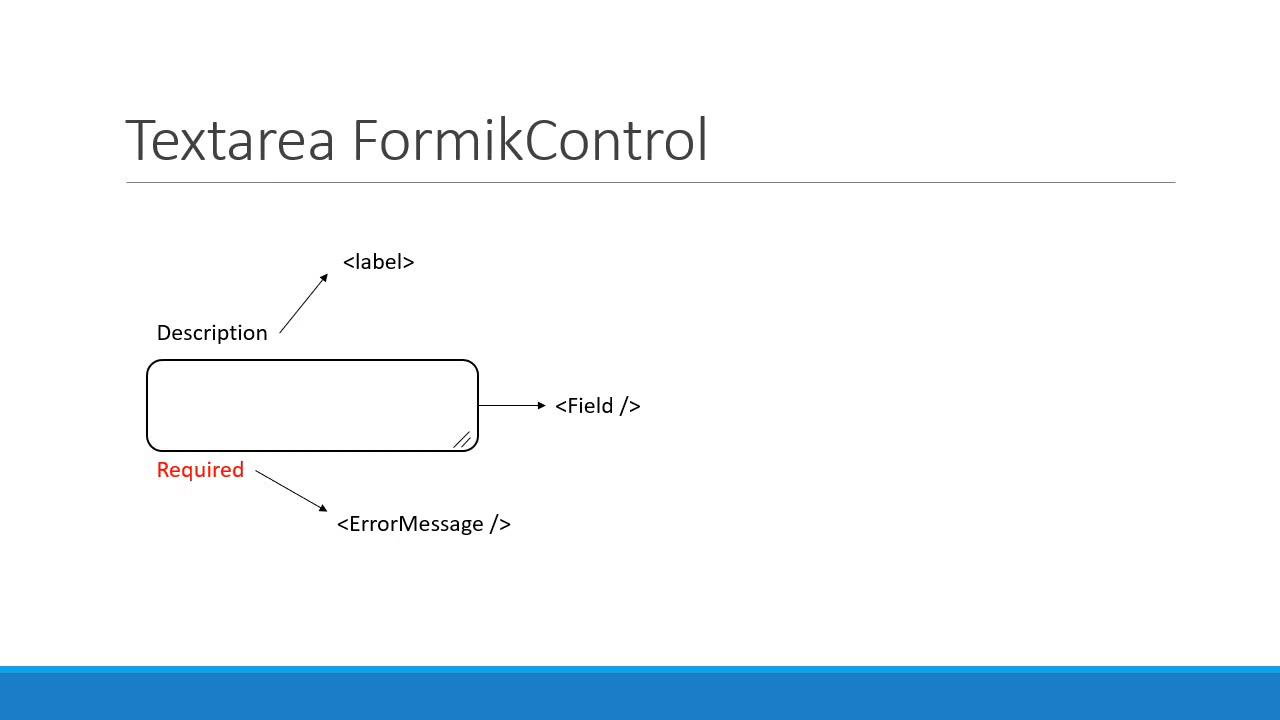 Textarea FormikControl
<label>
Description
<Field />
Required
<ErrorMessage />